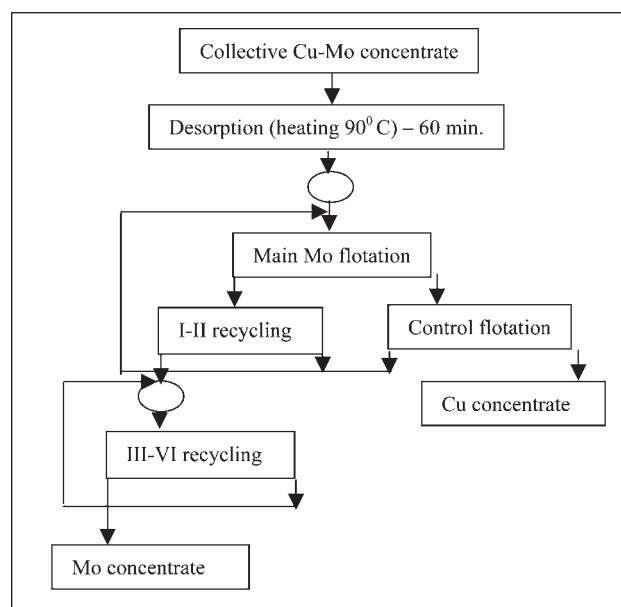 Collective Cu-Mo concentrate
Desorption (heating 90⁰ C) – 60 min.
Main Mo flotation
I-II recycling
Control flotation
Cu concentrate
III-VI recycling
Mo concentrate